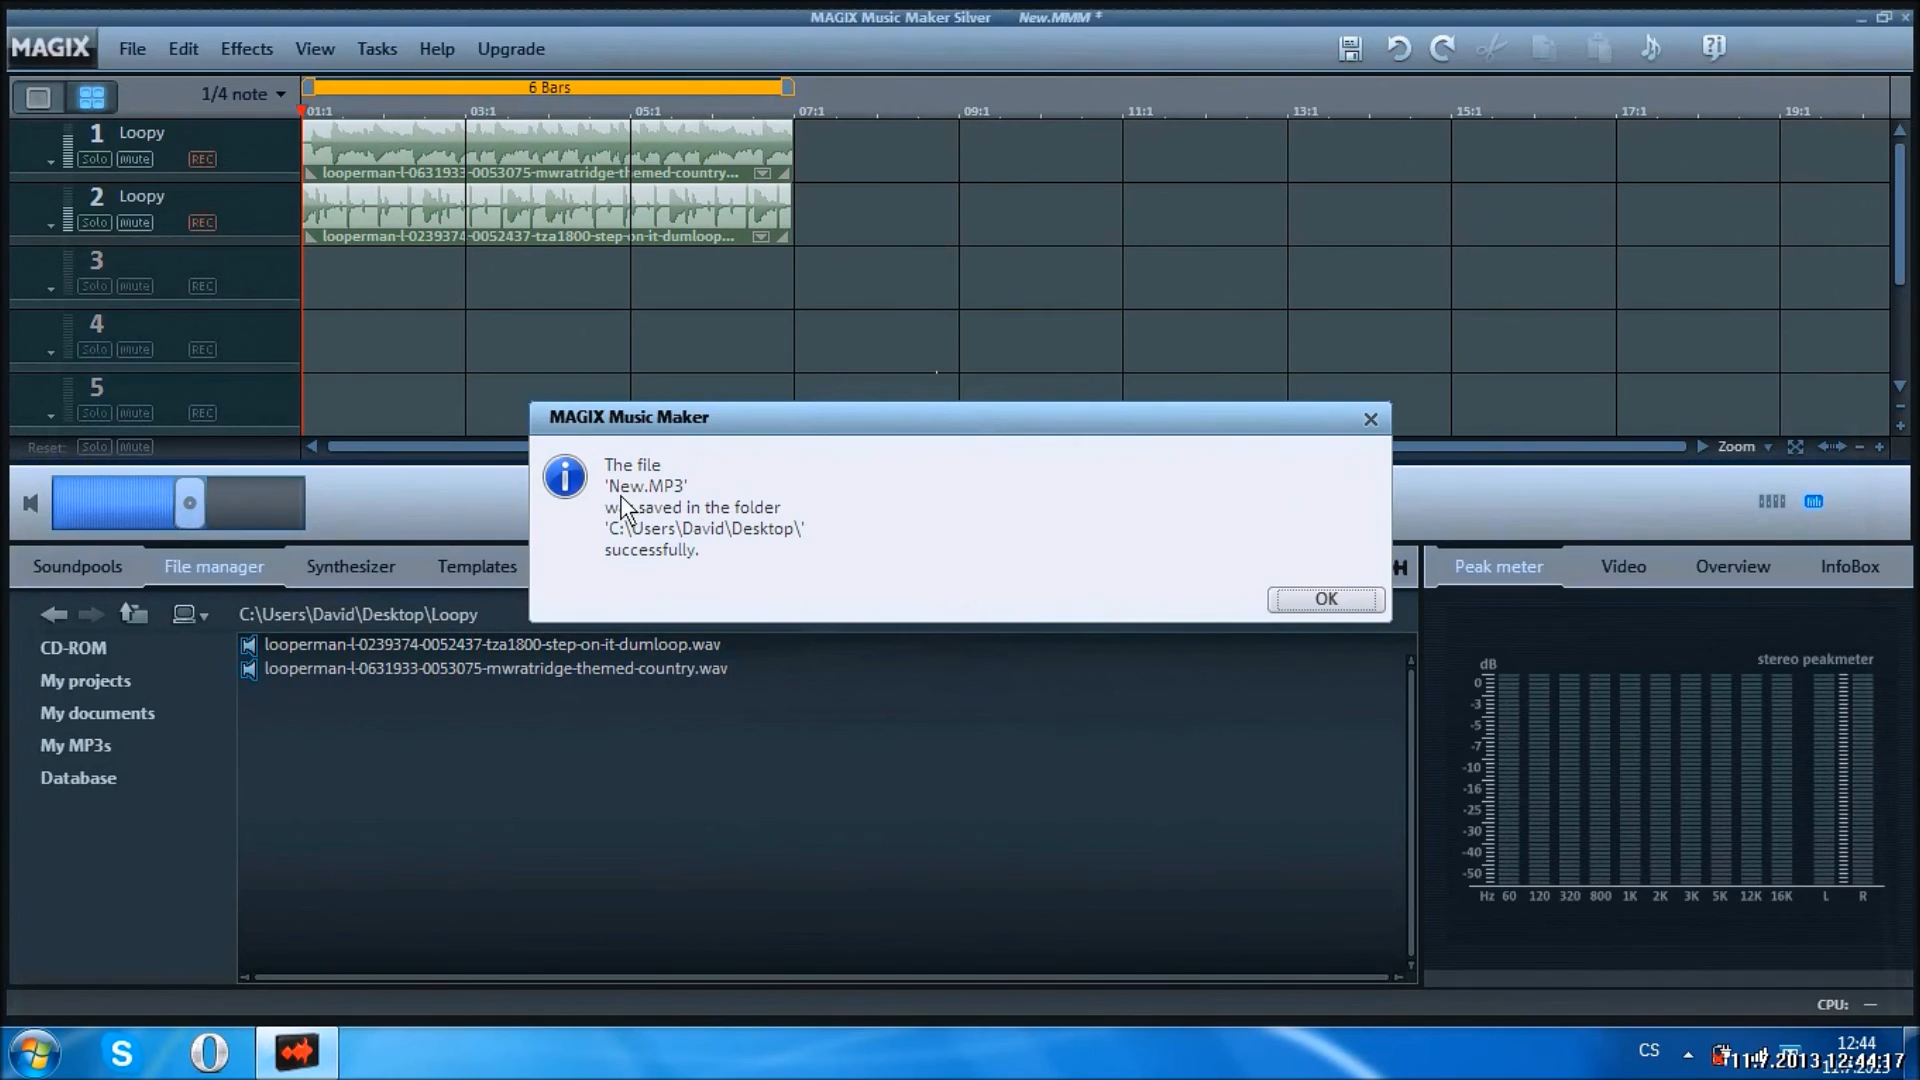 MAGIX Music Maker Silver New.MMM *
MAGIX File Edit Effects View Tasks Help Upgrade
1/4 note 6 Bars
01:1 03:1 05:1 07:1 09:1 11:1 13:1 15:1 17:1 19:1
1 Loopy
solo mute REC
looperman-l-0631933-0053075-mwratridge-themed-country...
2 Loopy
solo mute REC
looperman-l-0239374-0052437-tza1800-step-on-it-dumloop...
3
solo mute REC
4
solo mute REC
5
solo mute REC
Reset: solo mute Zoom
MAGIX Music Maker
The file
'New.MP3'
saved in the folder
'C:\Users\David\Desktop\'
successfully.
OK
Soundpools File manager Synthesizer Templates
Peak meter Video Overview InfoBox
C:\Users\David\Desktop\Loopy
CD-ROM
My projects
My documents
My MP3s
Database
looperman-l-0239374-0052437-tza1800-step-on-it-dumloop.wav
looperman-l-0631933-0053075-mwratridge-themed-country.wav
stereo peakmeter
dB
0
-3
-5
-7
-10
-16
-25
-30
-40
-50
Hz 60 120 320 800 1K 2K 3K 5K 12K 16K L R
CPU: —
CS
12:44
11.7.2013 12:44:17